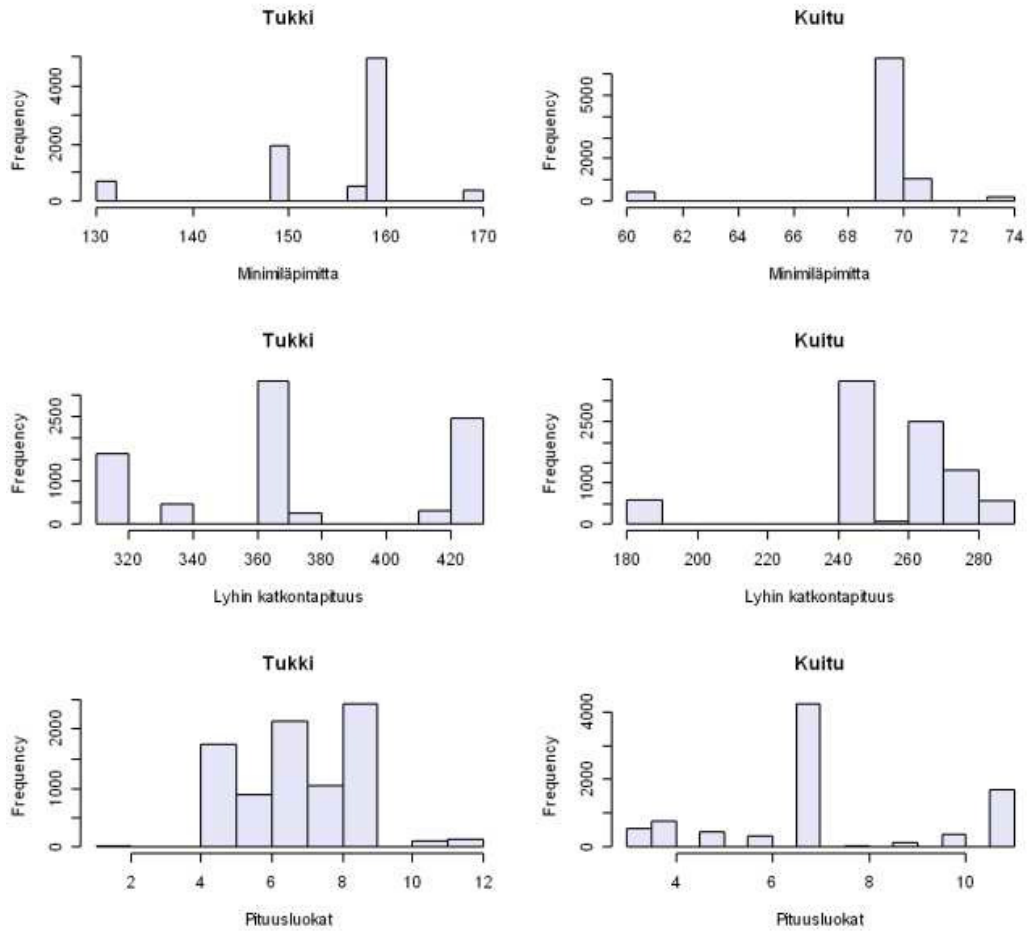 Tukki
Frequency
0
2000
4000
130
140
150
160
170
Minimiläpimitta
Kuitu
Frequency
0
2000
5000
60
62
64
66
68
70
72
74
Minimiläpimitta
Tukki
Frequency
0
1000
2500
320
340
360
380
400
420
Lyhin katkontapituus
Kuitu
Frequency
0
1000
2500
180
200
220
240
260
280
Lyhin katkontapituus
Tukki
Frequency
0
1000
2000
2
4
6
8
10
12
Pituusluokat
Kuitu
Frequency
0
2000
4000
4
6
8
10
Pituusluokat